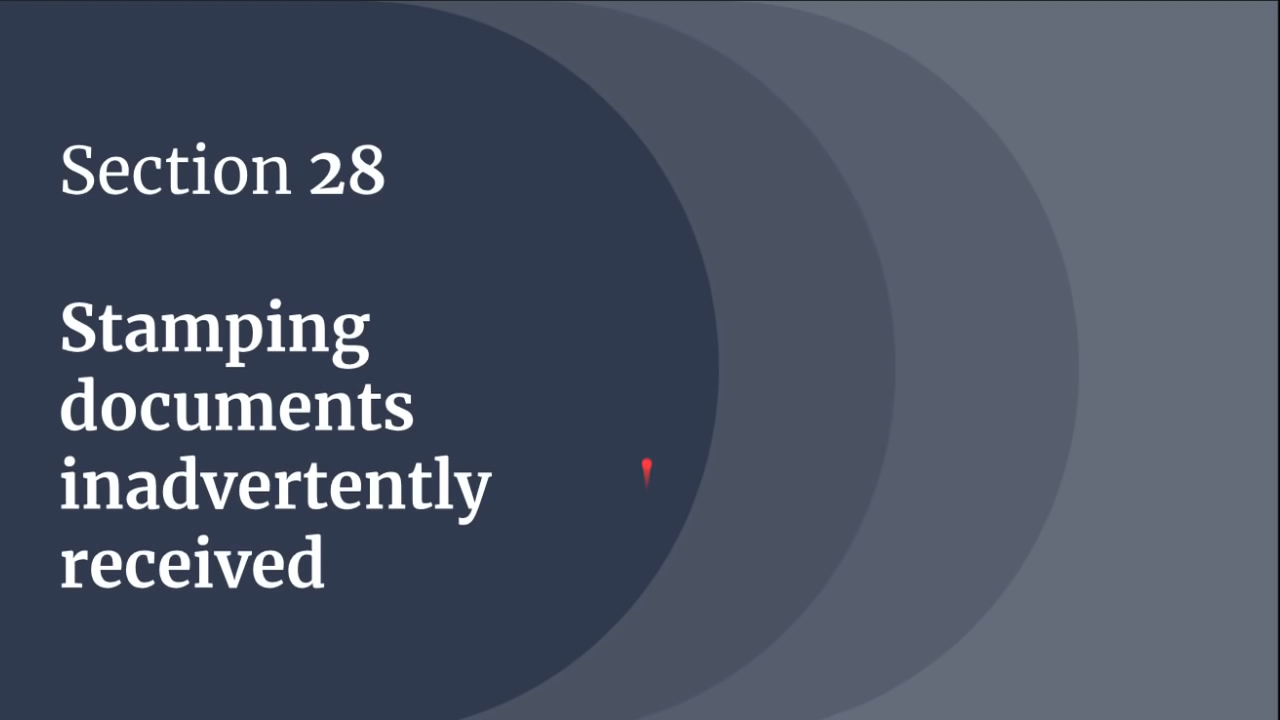 Section 28
Stamping
documents
inadvertently
received